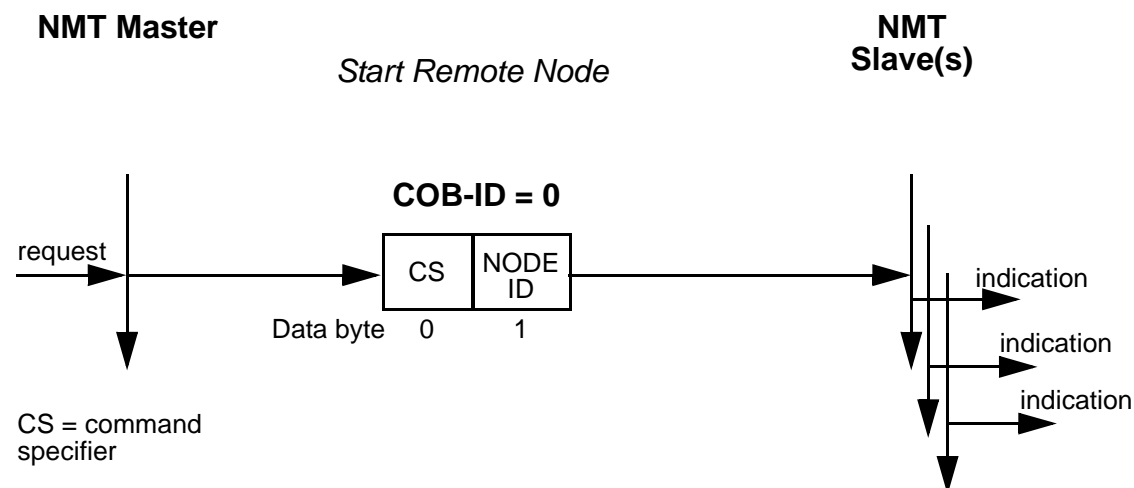 NMT Master
NMT
Slave(s)
Start Remote Node
COB-ID = 0
request
CS
NODE
ID
indication
Data byte 0 1
indication
indication
CS = command
specifier